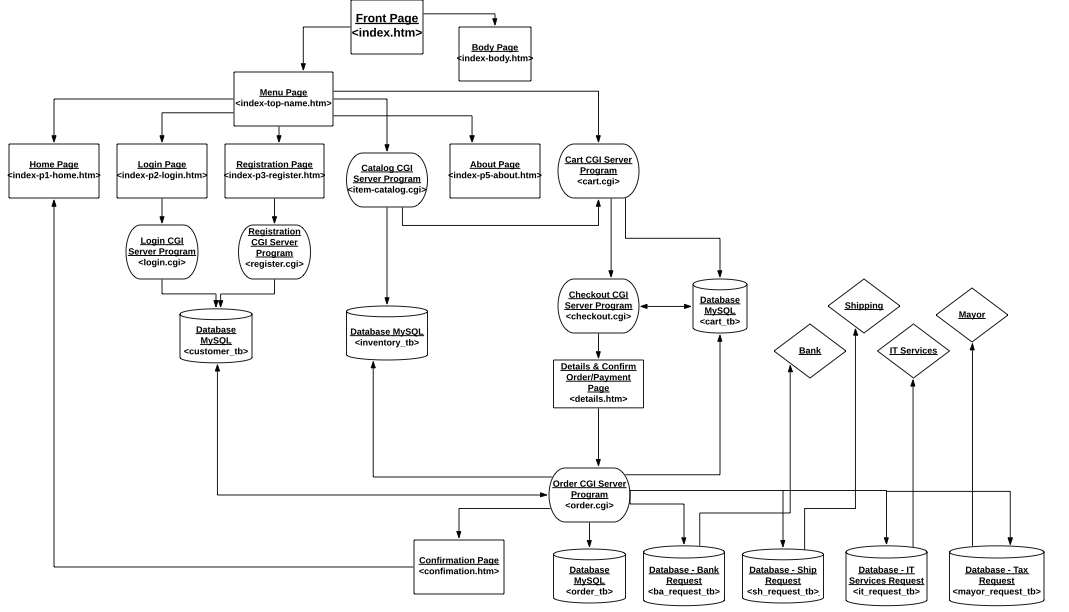 Front Page
<index.htm>
Body Page
<index-body.htm>
Menu Page
<index-top-name.htm>
Home Page
<index-p1-home.htm>
Login Page
<index-p2-login.htm>
Registration Page
<index-p3-register.htm>
Catalog CGI
Server Program
<item-catalog.cgi>
About Page
<index-p5-about.htm>
Cart CGI Server
Program
<cart.cgi>
Login CGI
Server Program
<login.cgi>
Registration
CGI Server
Program
<register.cgi>
Database
MySQL
<customer_tb>
Database MySQL
<inventory_tb>
Checkout CGI
Server Program
<checkout.cgi>
Database
MySQL
<cart_tb>
Shipping
Mayor
Bank
IT Services
Details & Confirm
Order/Payment
Page
<details.htm>
Order CGI Server
Program
<order.cgi>
Confirmation Page
<confimation.htm>
Database
MySQL
<order_tb>
Database - Bank
Request
<ba_request_tb>
Database - Ship
Request
<sh_request_tb>
Database - IT
Services Request
<it_request_tb>
Database - Tax
Request
<mayor_request_tb>